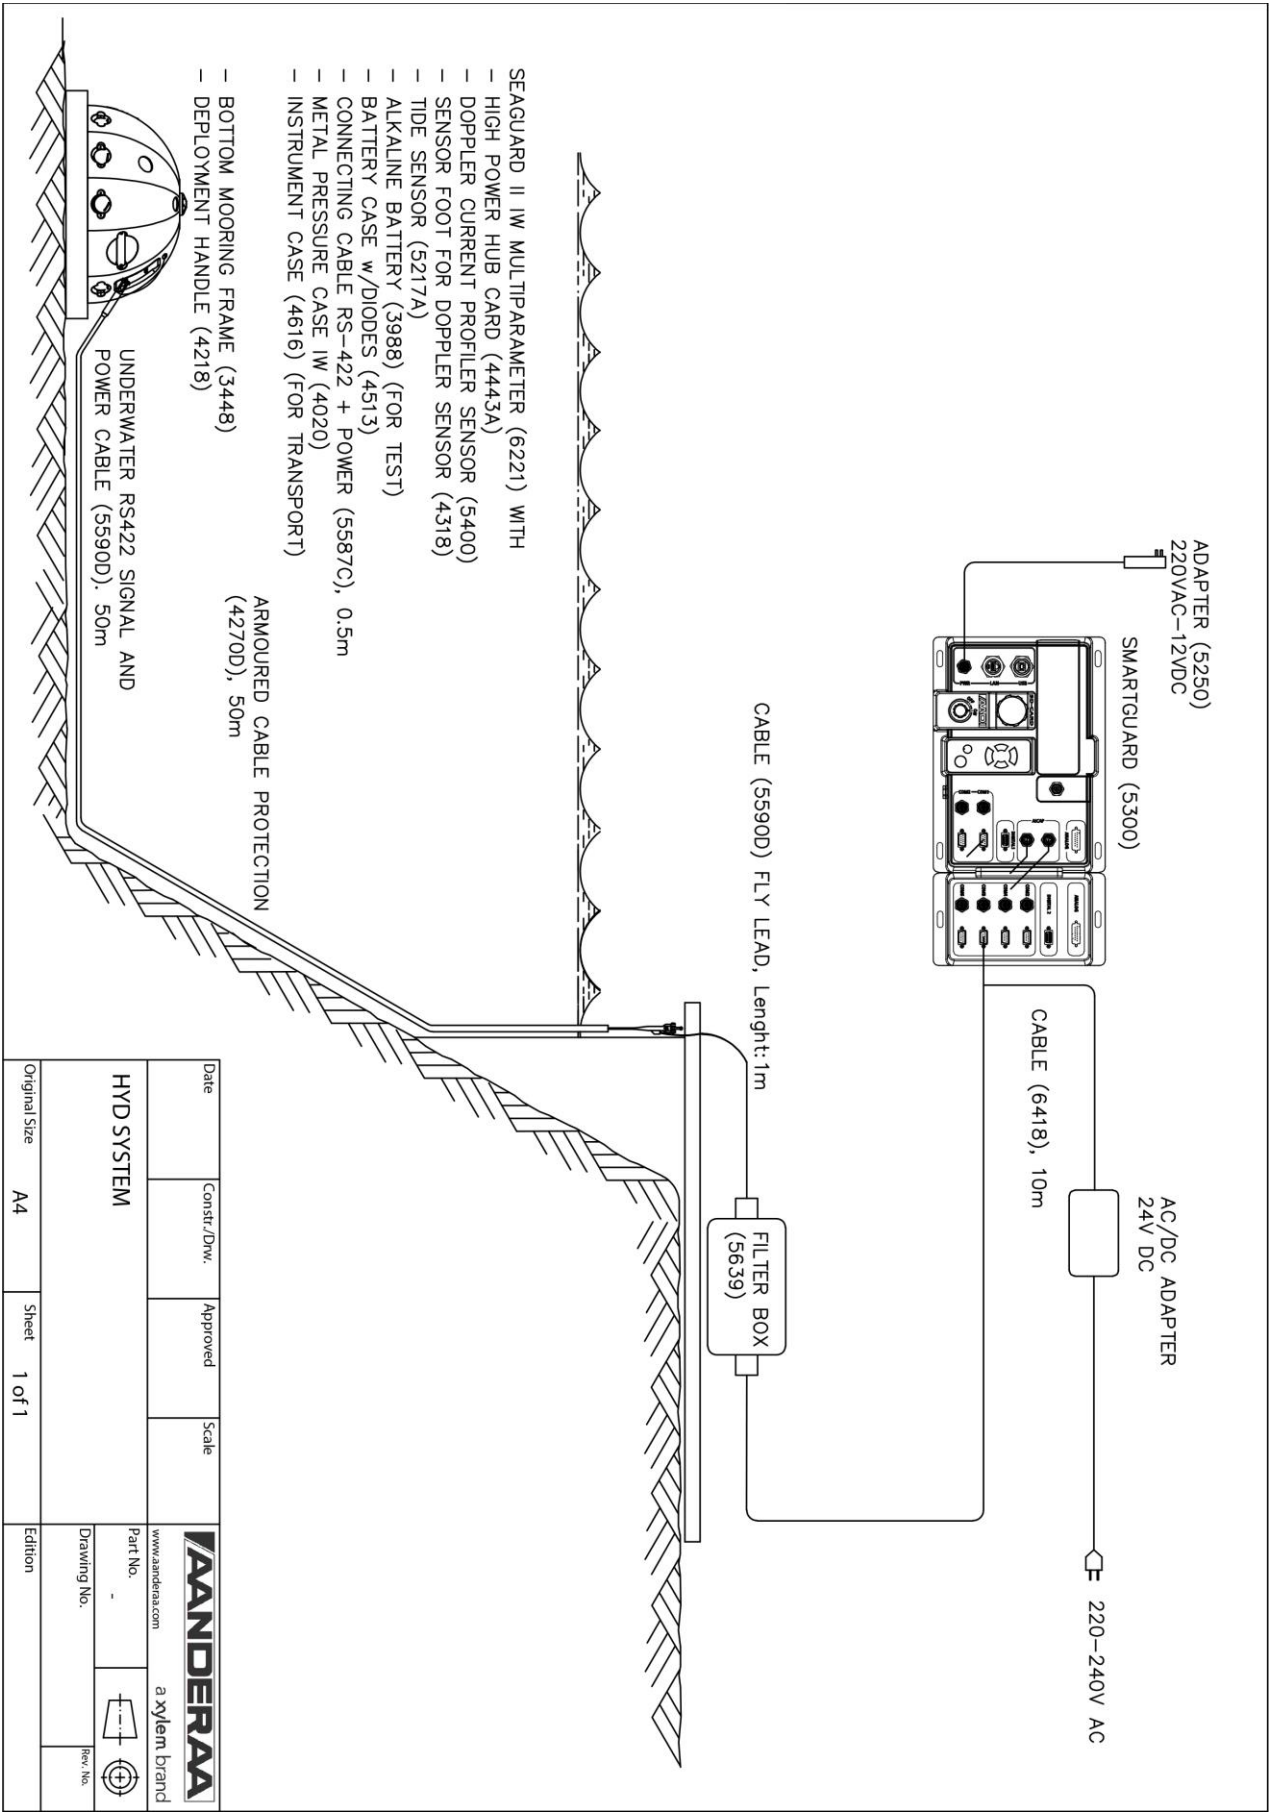 ADAPTER (5250)
220VAC-12VDC
SMARTGUARD (5300)
AC/DC ADAPTER
24V DC
220-240V AC
CABLE (6418), 10m
CABLE (5590D) FLY LEAD, Lenght: 1m
FILTER BOX
(5639)
SEAGUARD II IW MULTIPARAMETER (6221) WITH
- HIGH POWER HUB CARD (4443A)
- DOPPLER CURRENT PROFILER SENSOR (5400)
- SENSOR FOOT FOR DOPPLER SENSOR (4318)
- TIDE SENSOR (5217A)
- ALKALINE BATTERY (3988) (FOR TEST)
- BATTERY CASE w/DIODES (4513)
- CONNECTING CABLE RS-422 + POWER (5587C), 0.5m
- METAL PRESSURE CASE IW (4020)
- INSTRUMENT CASE (4616) (FOR TRANSPORT)
- BOTTOM MOORING FRAME (3448)
- DEPLOYMENT HANDLE (4218)
ARMOURED CABLE PROTECTION
(4270D), 50m
UNDERWATER RS422 SIGNAL AND
POWER CABLE (5590D). 50m
Date
Constr./Drw.
Approved
Scale
AANDERAA
www.aanderaa.com
a xylem brand
HYD SYSTEM
Part No.
-
Drawing No.
Rev. No.
Original Size
A4
Sheet
1 of 1
Edition